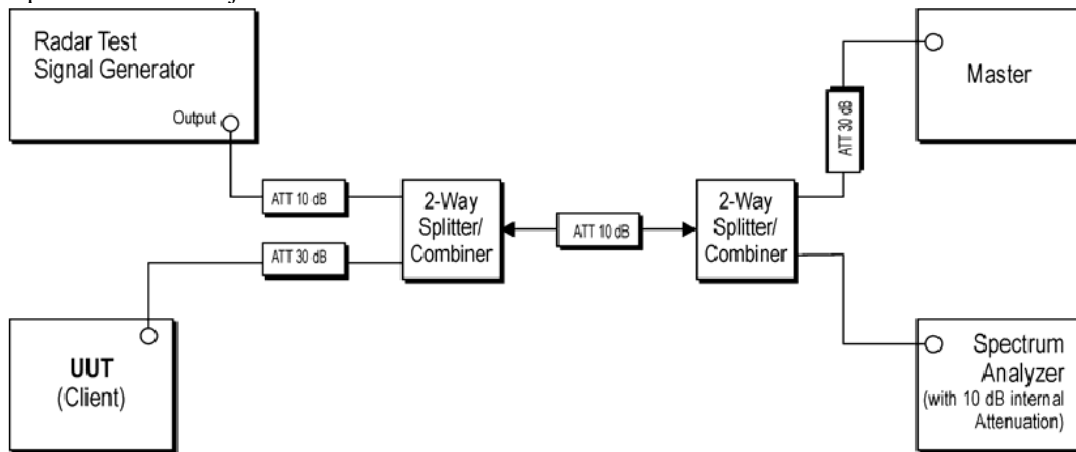 Radar Test
Signal Generator
Output
ATT 10 dB
ATT 30 dB
UUT
(Client)
2-Way
Splitter/
Combiner
ATT 10 dB
2-Way
Splitter/
Combiner
ATT 30 dB
Master
Spectrum
Analyzer
(with 10 dB internal
Attenuation)